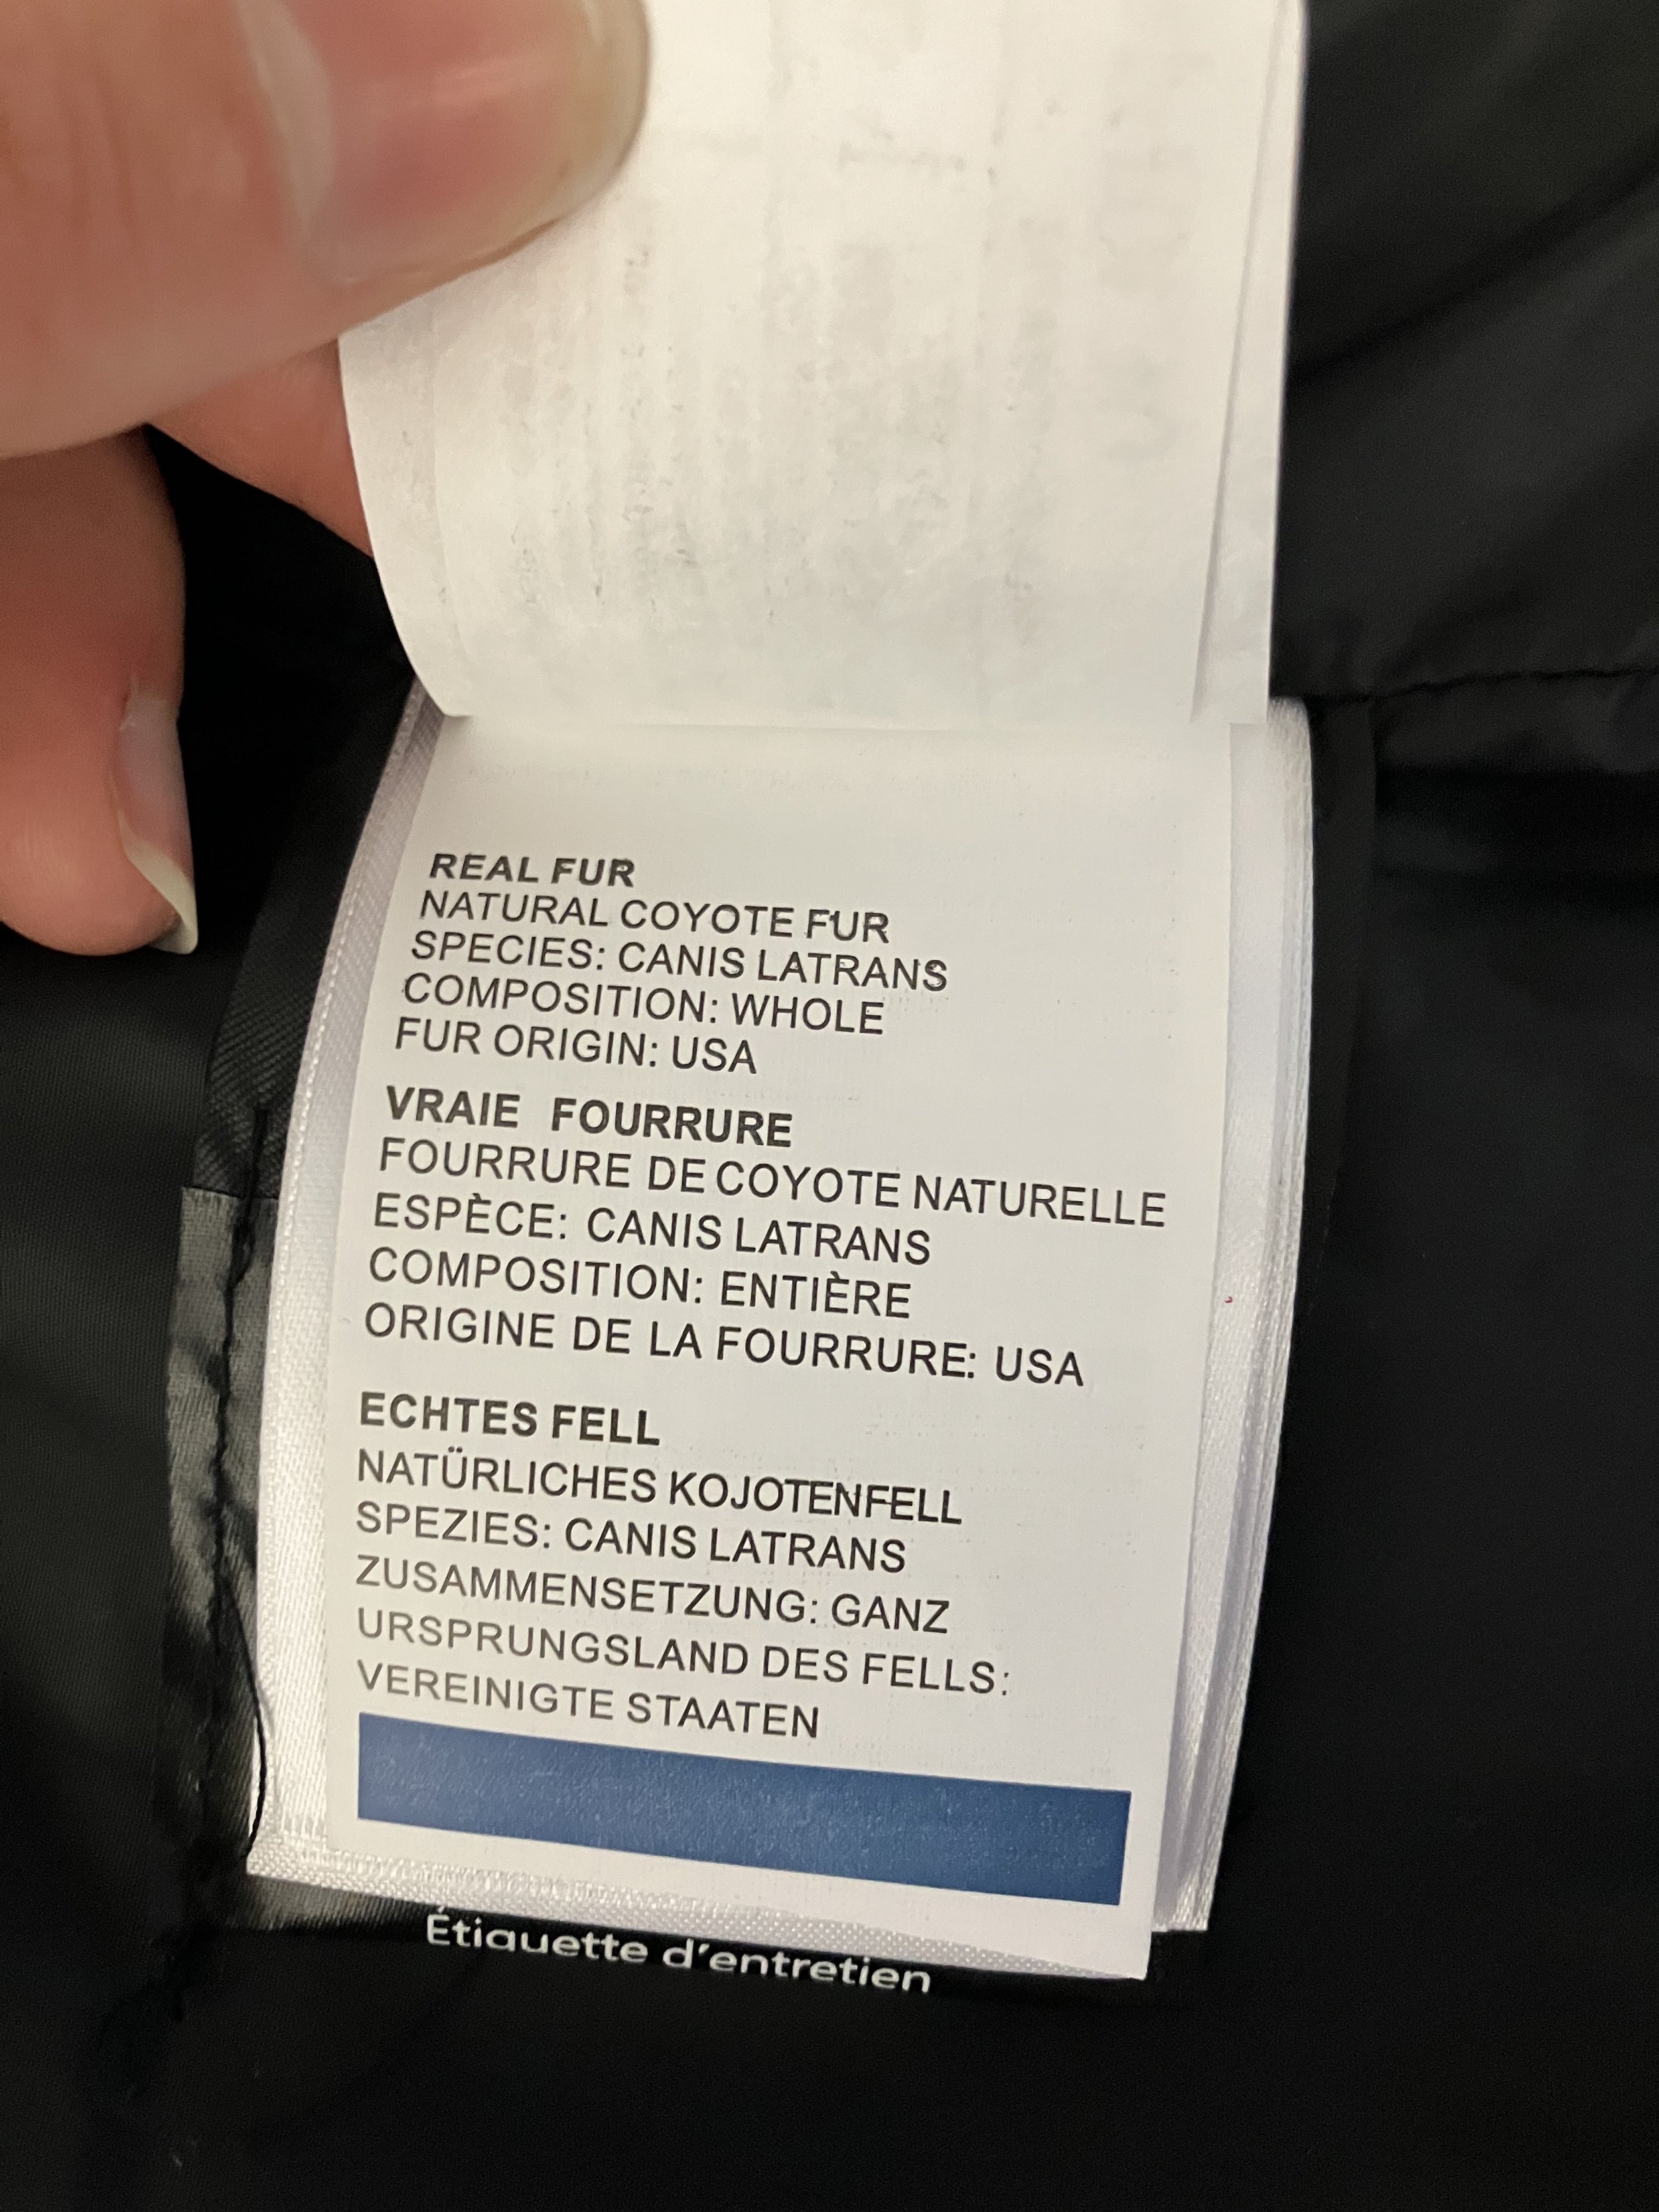 REAL FUR
NATURAL COYOTE FUR
SPECIES: CANIS LATRANS
COMPOSITION: WHOLE
FUR ORIGIN: USA
VRAIE FOURRURE
FOURRURE DE COYOTE NATURELLE
ESPÈCE: CANIS LATRANS
COMPOSITION: ENTIÈRE
ORIGINE DE LA FOURRURE: USA
ECHTES FELL
NATÜRLICHES KOJOTENFELL
SPEZIES: CANIS LATRANS
ZUSAMMENSETZUNG: GANZ
URSPRUNGSLAND DES FELLS:
VEREINIGTE STAATEN
Étiquette d'entretien